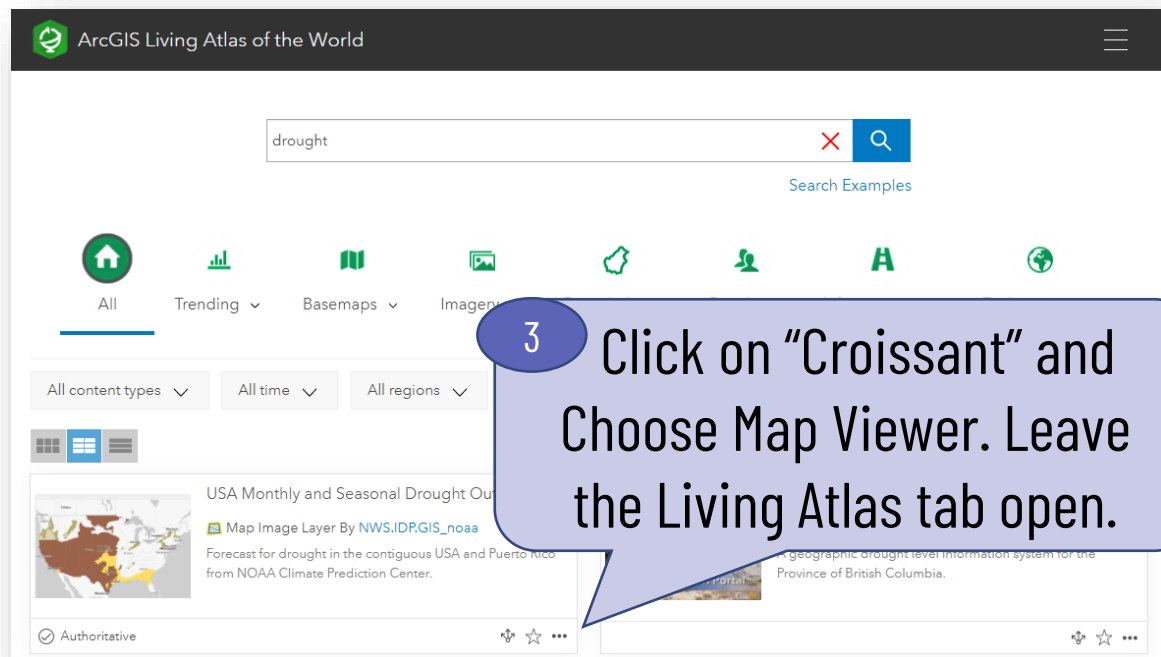 ArcGIS Living Atlas of the World
drought
Search Examples
All
Trending
Basemaps
Imagery
3
Click on “Croissant” and
Choose Map Viewer. Leave
the Living Atlas tab open.
All content types
All time
All regions
USA Monthly and Seasonal Drought
Map Image Layer By NWS.IDP.GIS_noaa
Forecast for drought in the contiguous USA and Puerto Rico
from NOAA Climate Prediction Center.
Authoritative
A geographic drought level information system for the
Province of British Columbia.
Portal